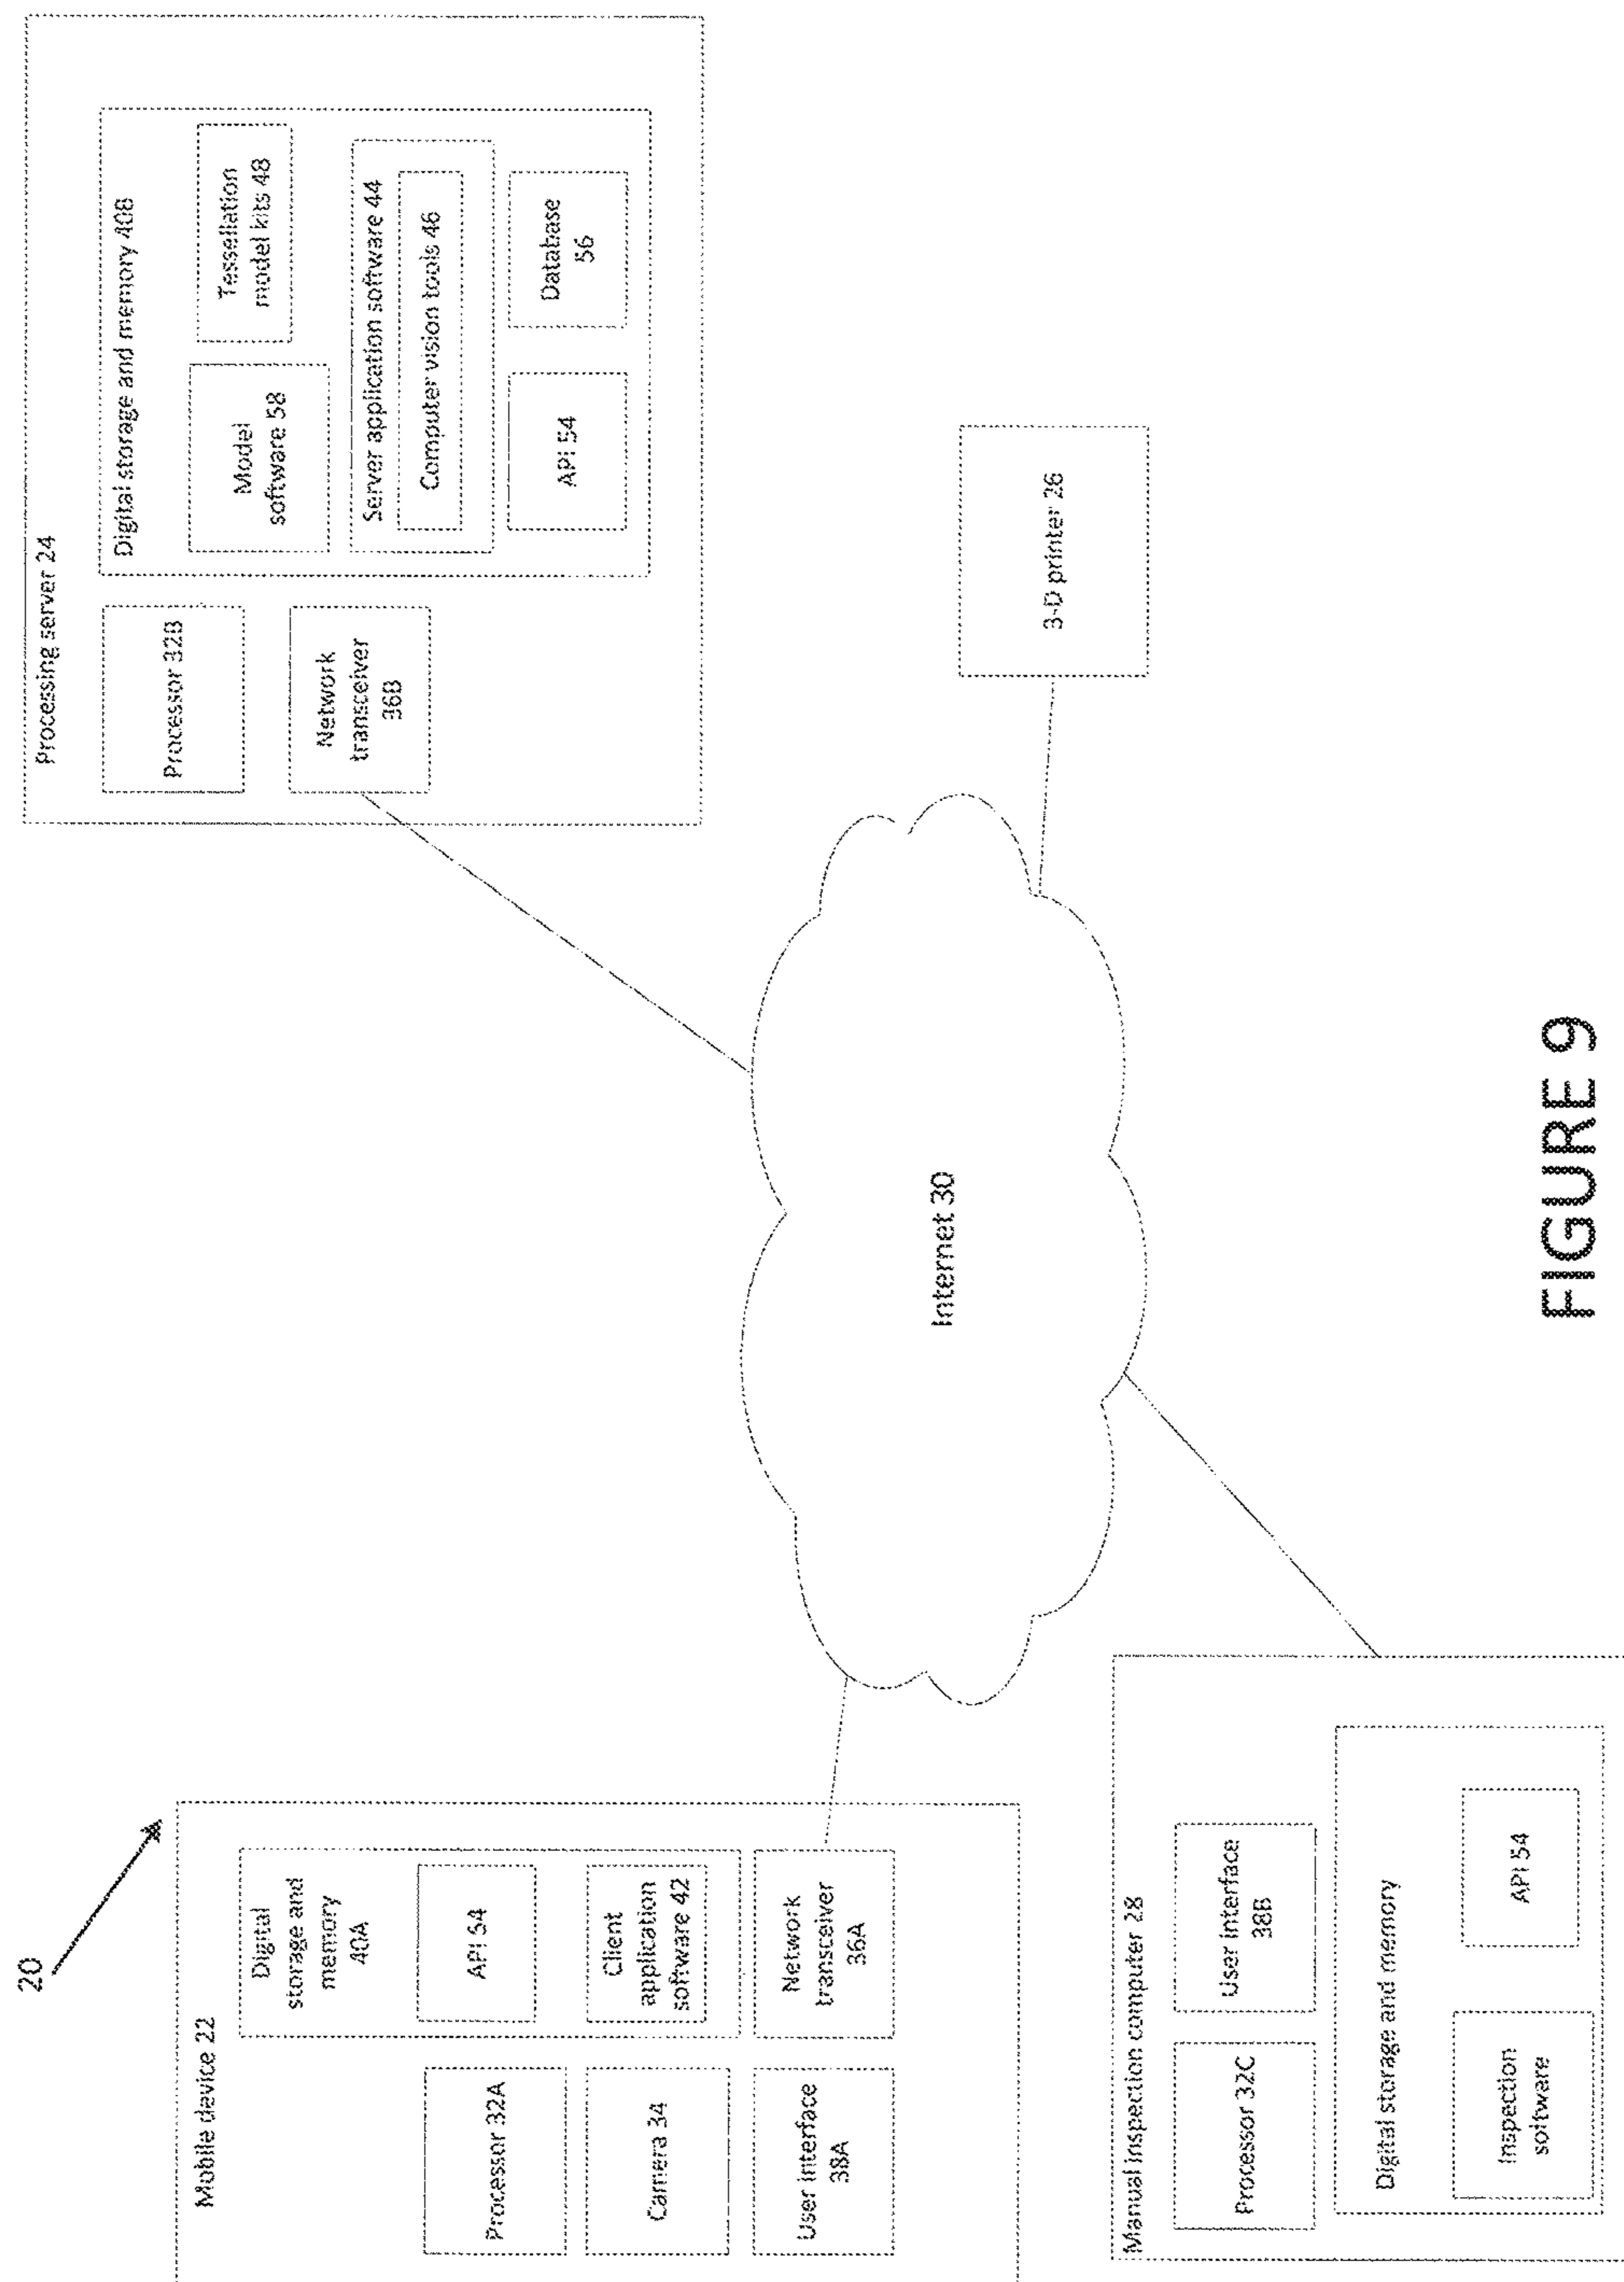 20
Mobile device 22
Digital
storage and
memory
40A
API 54
Client
application
software 42
Processor 32A
Camera 34
User interface
38A
Network
transceiver
36A
Processing server 24
Processor 32B
Network
transceiver
36B
Digital storage and memory 40B
Model
software 58
Tessellation
model kits 48
Server application software 44
Computer vision tools 46
API 54
Database
56
Internet 30
3-D printer 26
Manual inspection computer 28
Processor 32C
User interface
38B
Digital storage and memory
Inspection
software
API 54
FIGURE 9